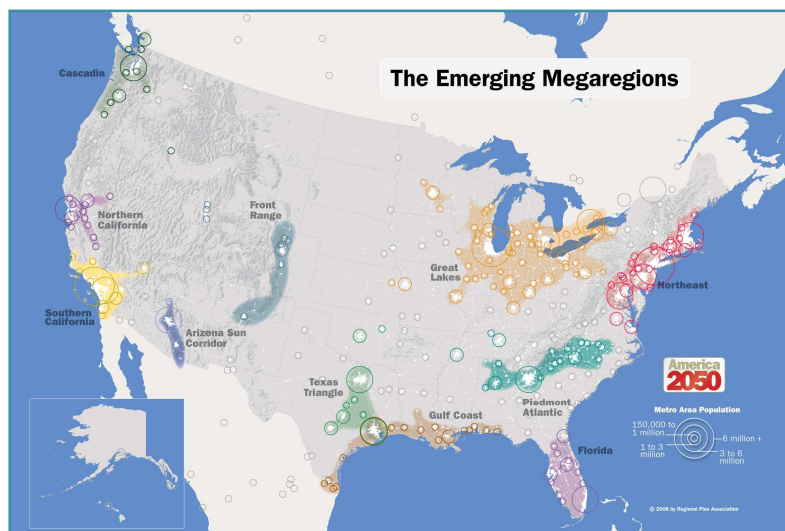 The Emerging Megaregions
Cascadia
Northern
California
Front
Range
Great
Lakes
Northeast
Southern
California
Arizona Sun
Corridor
Texas
Triangle
Gulf Coast
Piedmont
Atlantic
Florida
America
2050
Metro Area Population
150,000 to
1 million
6 million +
1 to 3
million
3 to 6
million
© 2008 by Regional Plan Association